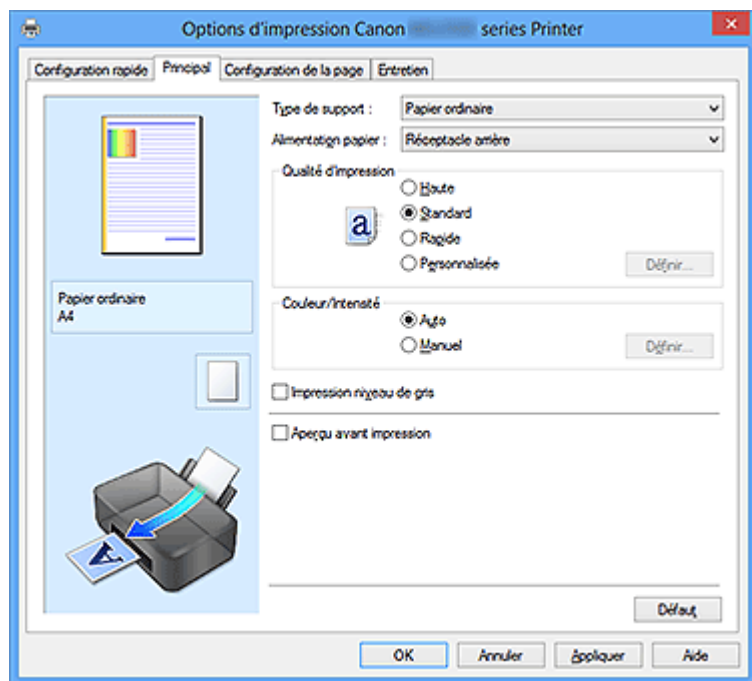 Options d'impression Canon series Printer
Configuration rapide Principal Configuration de la page Entretien
Type de support : Papier ordinaire
Alimentation papier : Réceptacle arrière
Qualité d'impression
Haute
a Standard
Rapide
Personnalisée Définir...
Papier ordinaire
A4
Couleur/Intensité
Auto
Manuel Définir...
Impression niveau de gris
Aperçu avant impression
A
Défaut
OK Annuler Appliquer Aide